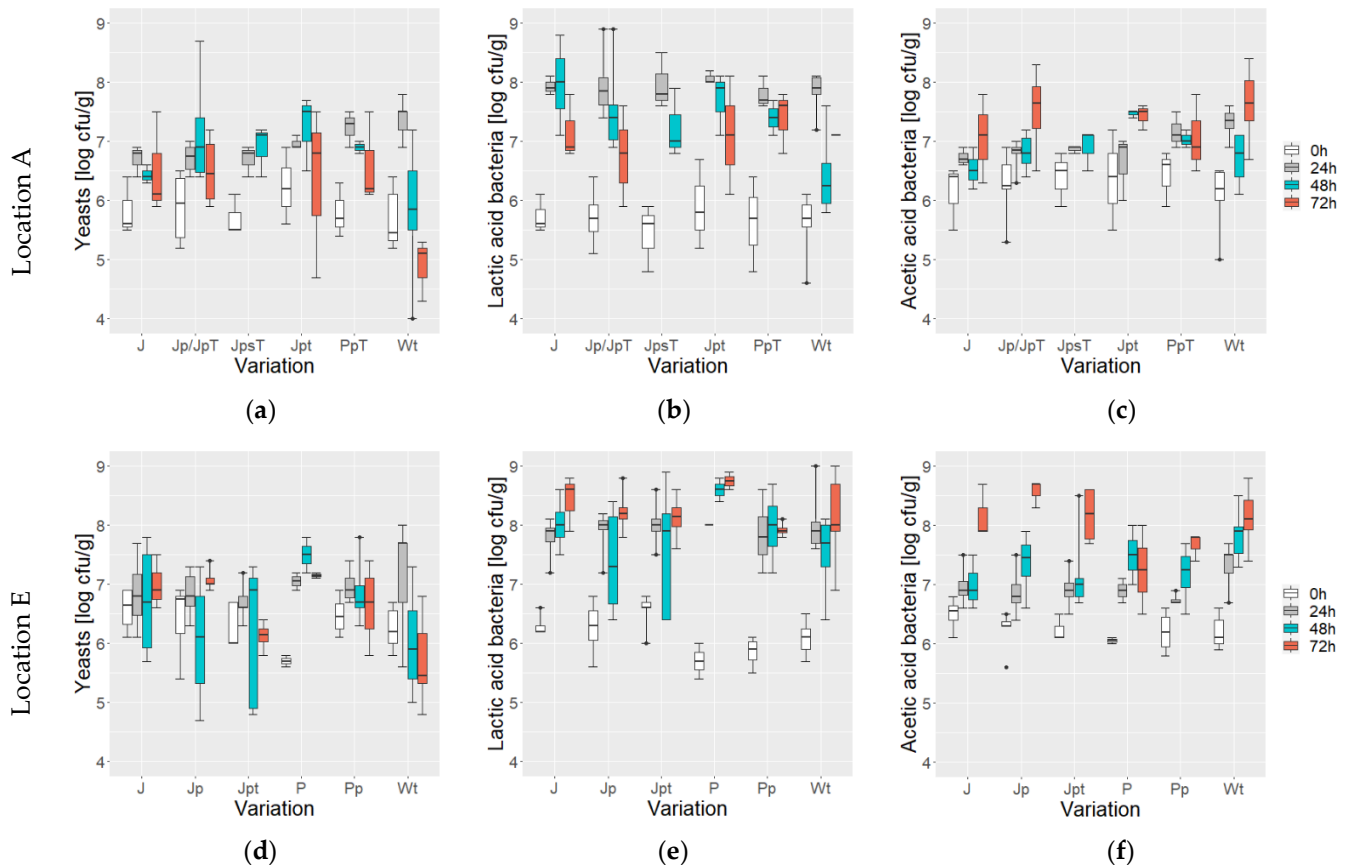 Location A
Yeasts [log cfu/g]
9
8
7
6
5
4
J Jp/JpT JpsT Jpt PpT Wt
Variation
(a)
Lactic acid bacteria [log cfu/g]
9
8
7
6
5
4
J Jp/JpT JpsT Jpt PpT Wt
Variation
(b)
Acetic acid bacteria [log cfu/g]
9
8
7
6
5
4
J Jp/JpT JpsT Jpt PpT Wt
Variation
(c)
0h
24h
48h
72h
Location E
Yeasts [log cfu/g]
9
8
7
6
5
4
J Jp Jpt P Pp Wt
Variation
(d)
Lactic acid bacteria [log cfu/g]
9
8
7
6
5
4
J Jp Jpt P Pp Wt
Variation
(e)
Acetic acid bacteria [log cfu/g]
9
8
7
6
5
4
J Jp Jpt P Pp Wt
Variation
(f)
0h
24h
48h
72h